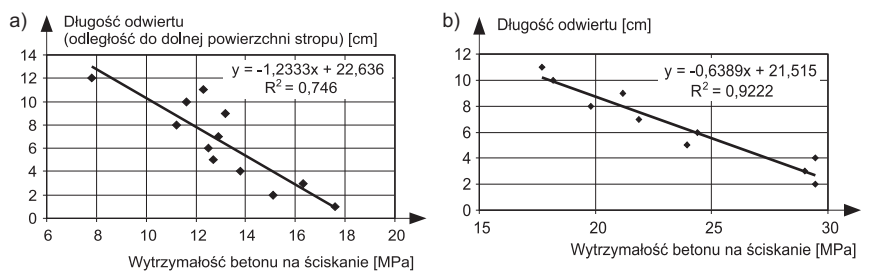 a)
Długość odwiertu
(odległość do dolnej powierzchni stropu) [cm]
14
12
10
8
6
4
2
0
y = -1,2333x + 22,636
R² = 0,746
6 8 10 12 14 16 18 20
Wytrzymałość betonu na ściskanie [MPa]
b)
Długość odwiertu [cm]
12
10
8
6
4
2
0
y = -0,6389x + 21,515
R² = 0,9222
15 20 25 30
Wytrzymałość betonu na ściskanie [MPa]